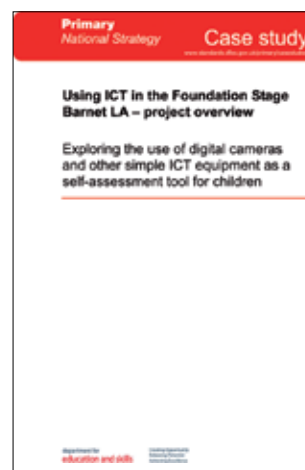 Primary
National Strategy
Case study
Using ICT in the Foundation Stage
Barnet LA – project overview
Exploring the use of digital cameras
and other simple ICT equipment as a
self-assessment tool for children
department for
education and skills